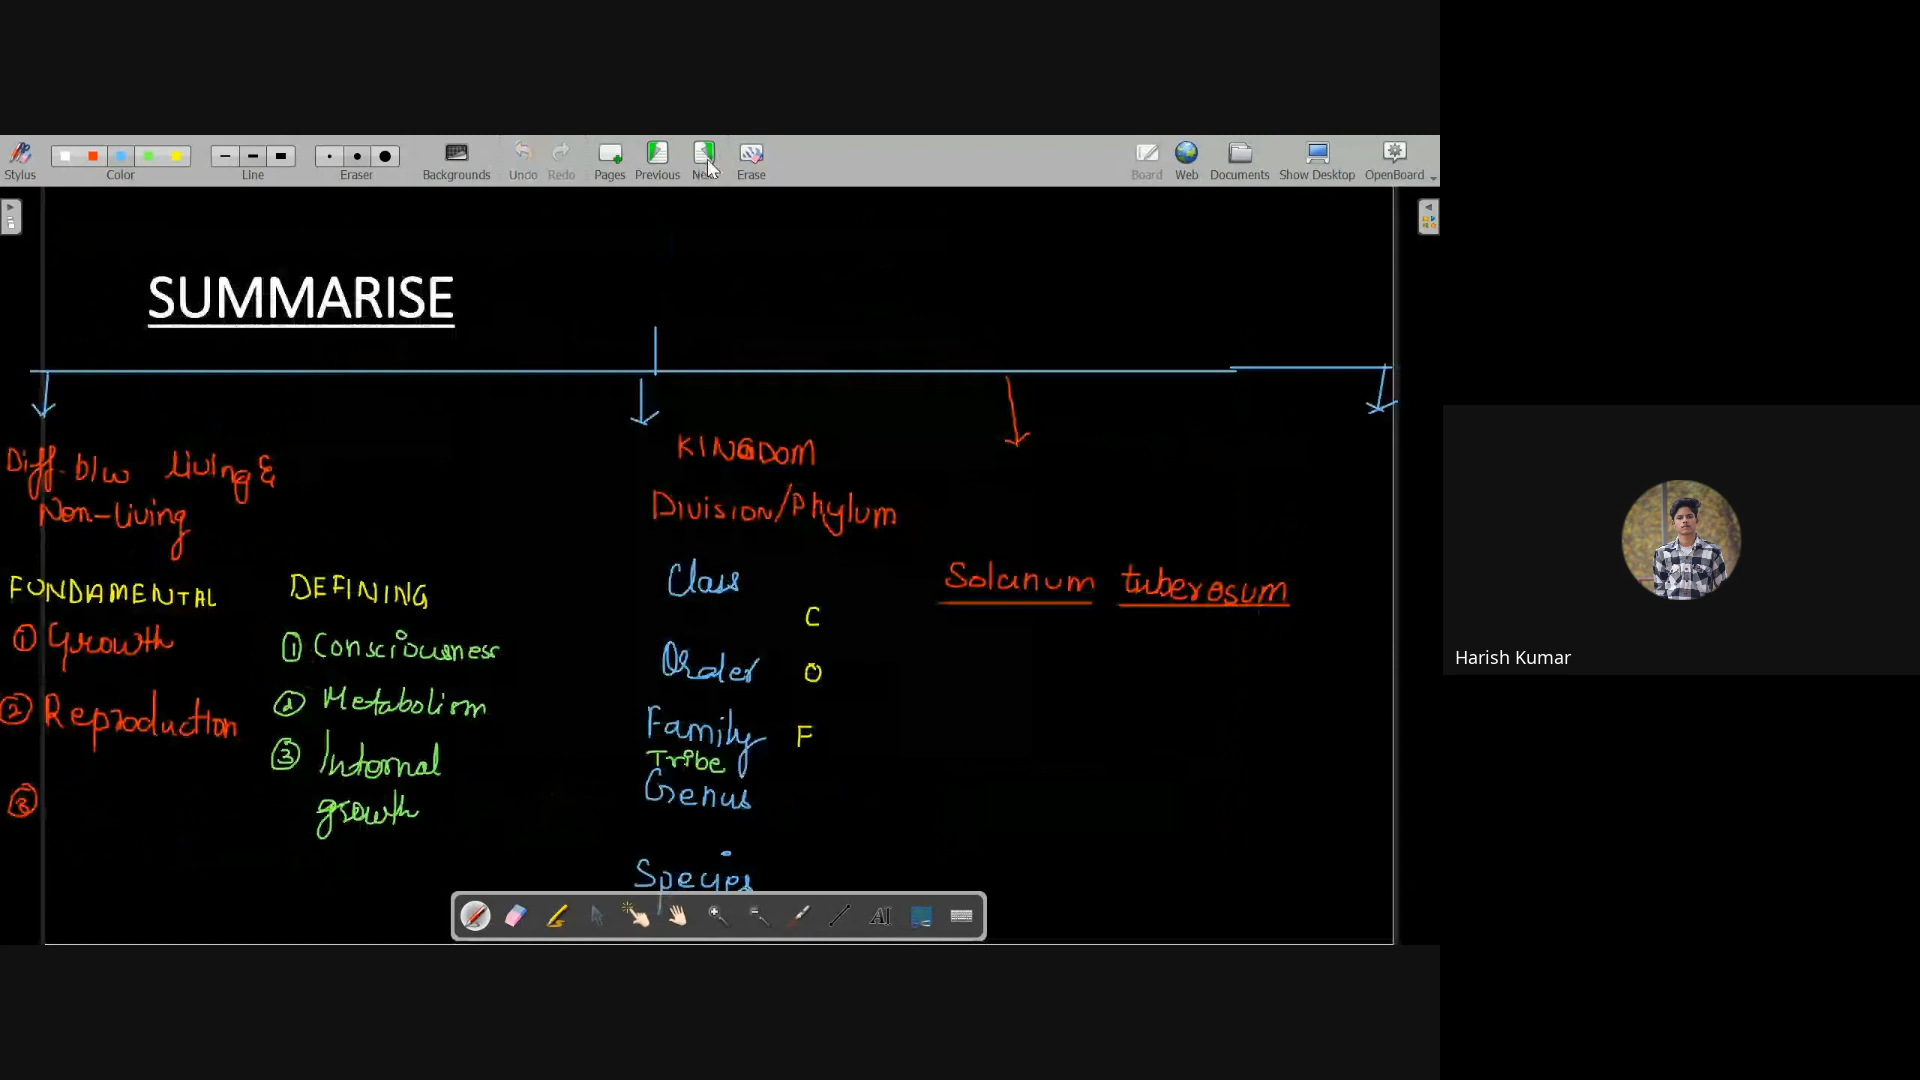 Stylus
Color
Line
Eraser
Backgrounds
Undo
Redo
Pages
Previous
Next
Erase
Board
Web
Documents
Show Desktop
OpenBoard
SUMMARISE
Diff. b/w living &
Non-living
FUNDAMENTAL
① Growth
② Reproduction
③
DEFINING
① Consciousness
② Metabolism
③ Internal
growth
KINGDOM
Division/Phylum
Class
C
Order
O
Family
F
Tribe
Genus
Species
Solanum tuberosum
Harish Kumar